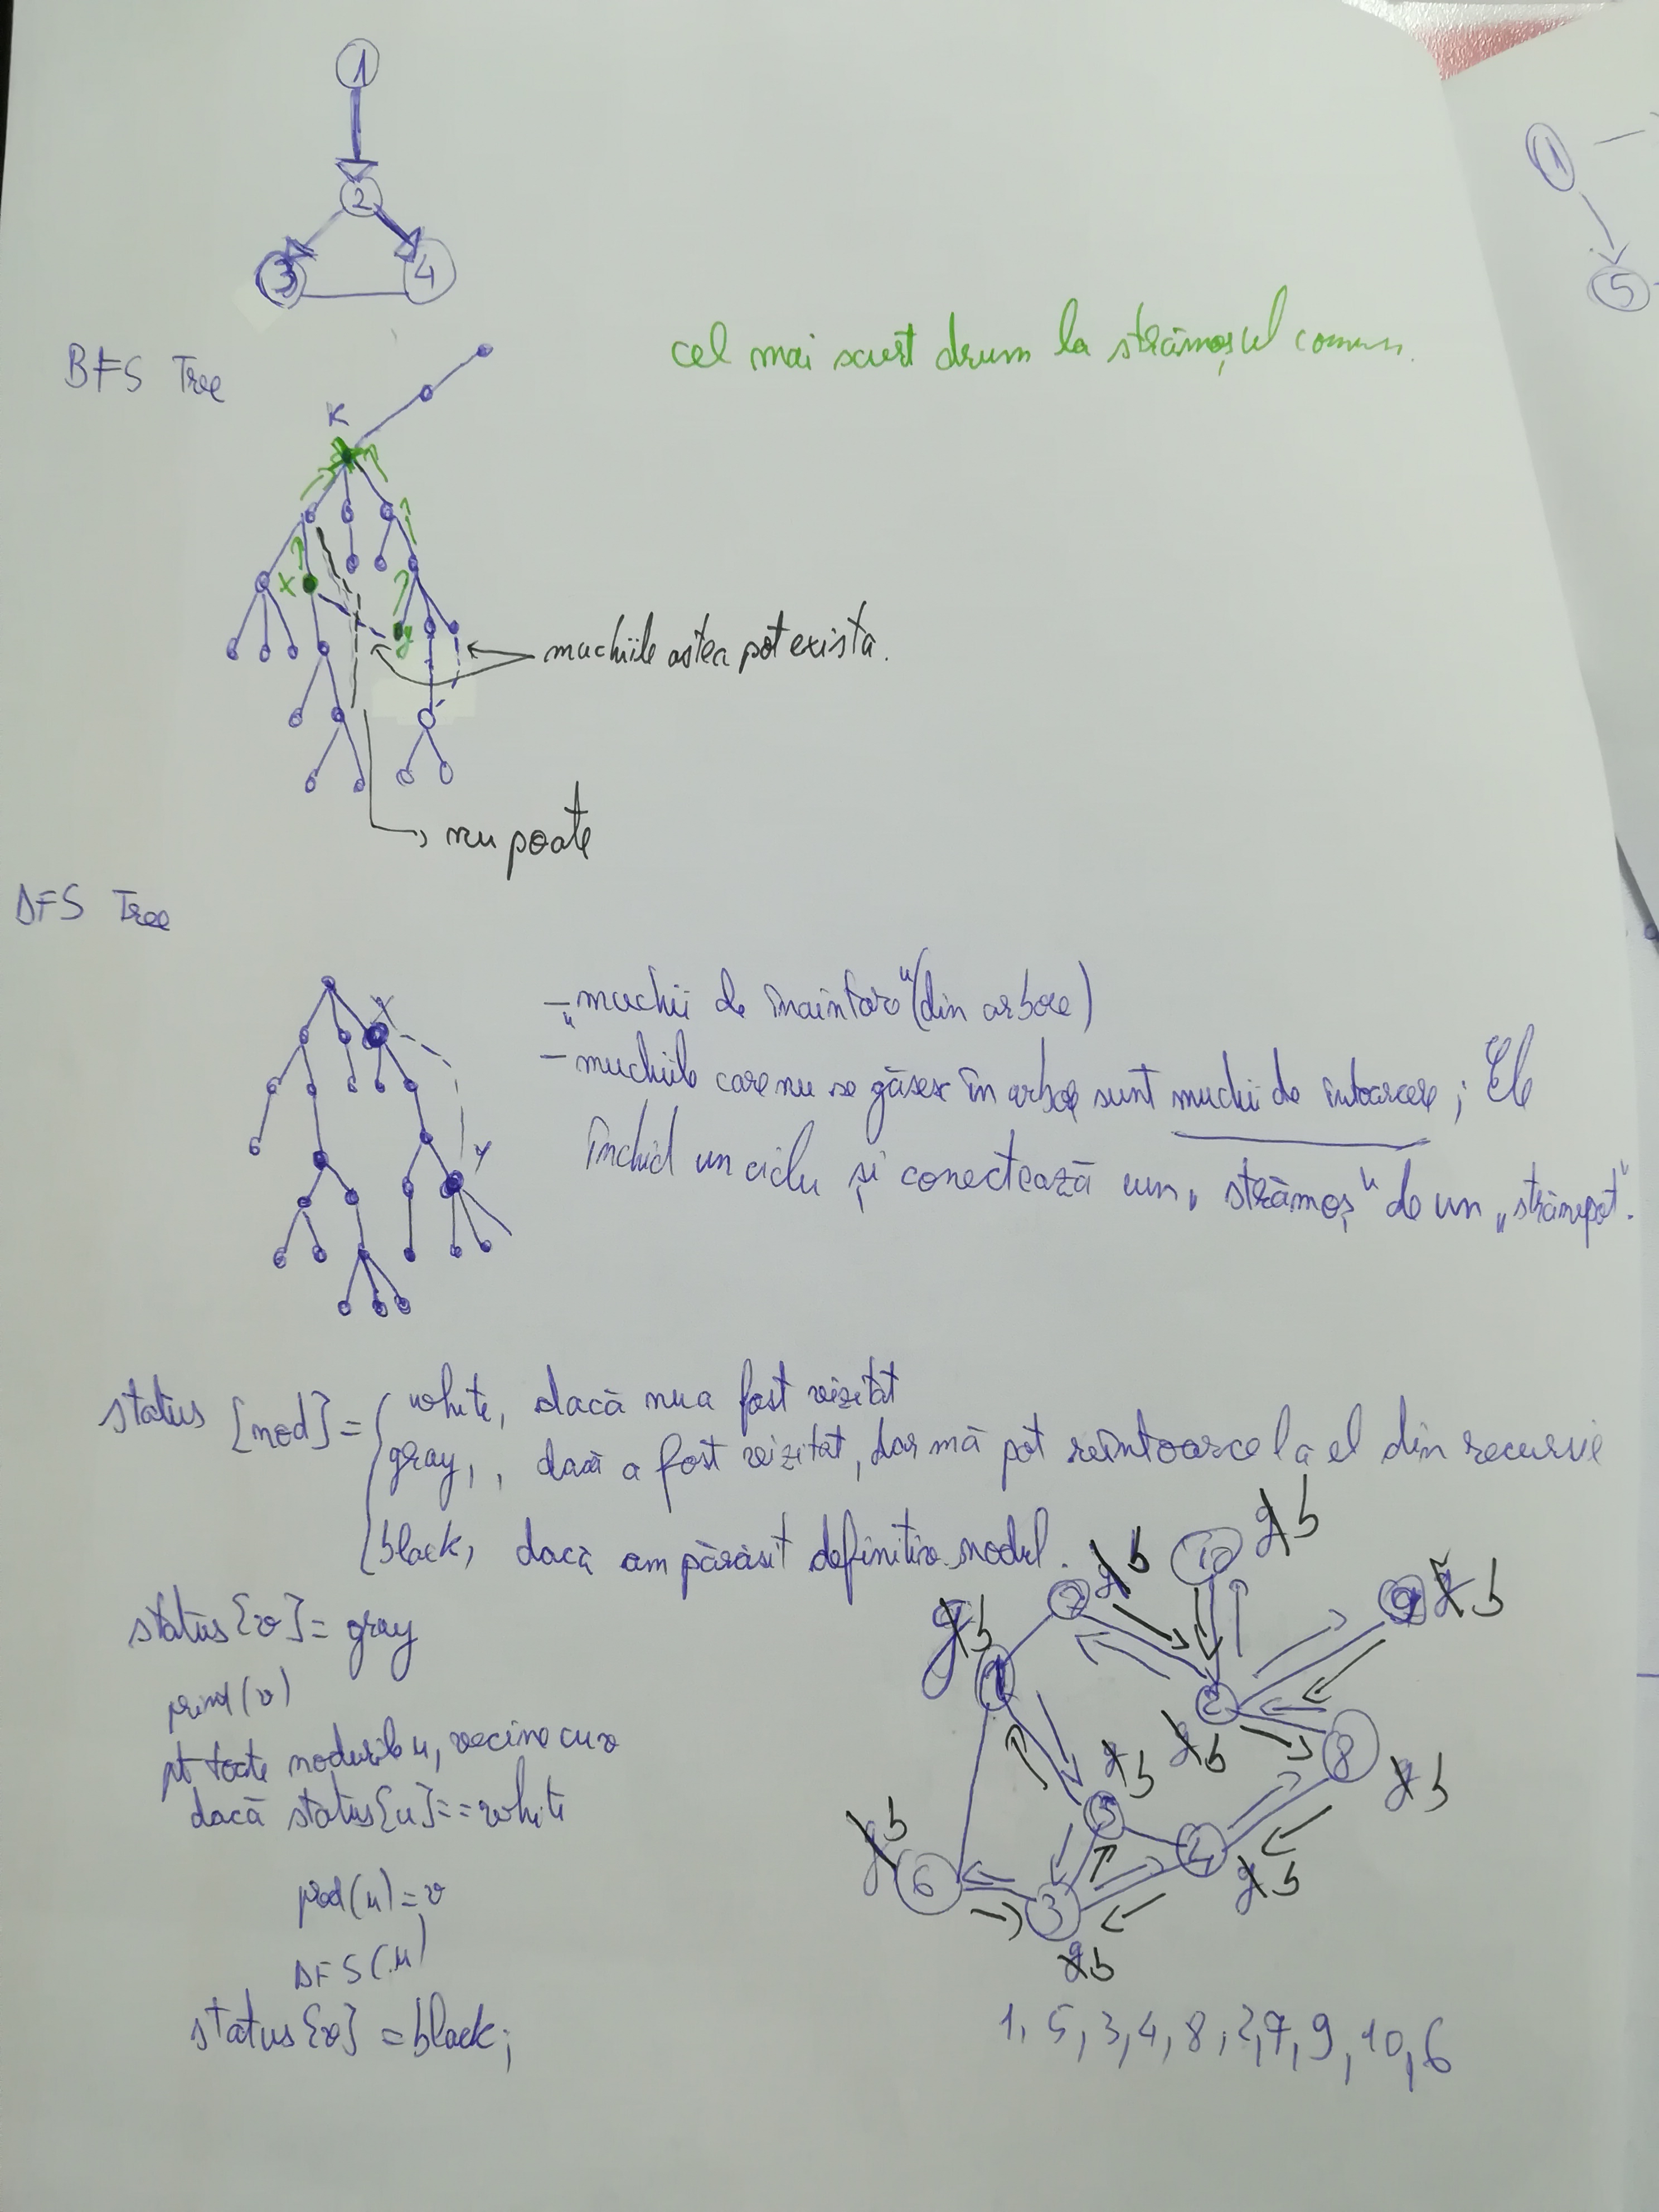 1
2
3 4
1
5
BFS Tree
cel mai scurt drum la strămoșul comun.
K
x
y
muchiile astea pot exista.
nu poate
DFS Tree
X
Y
- „muchii de înaintare" (din arbore)
- muchiile care nu se găsesc în arbore sunt muchii de întoarcere; Ele
închid un ciclu și conectează un „strămoș" de un „strănepot".
status [nod] = { white, dacă nu a fost vizitat
gray, , dacă a fost vizitat, dar mă pot reîntoarce la el din recursi
black, dacă am părăsit definitiv nodul.
status[v] = gray
print(v)
pt toate nodurile u, vecine cu v
dacă status[u] == white
pred(u) = v
DFS(u)
status[v] = black;
g b
1
7
g b
10
g b
9
g b
2
g b
8
g b
5
g b
4
g b
6
g b
3
g b
1, 5, 3, 4, 8, 2, 7, 9, 10, 6